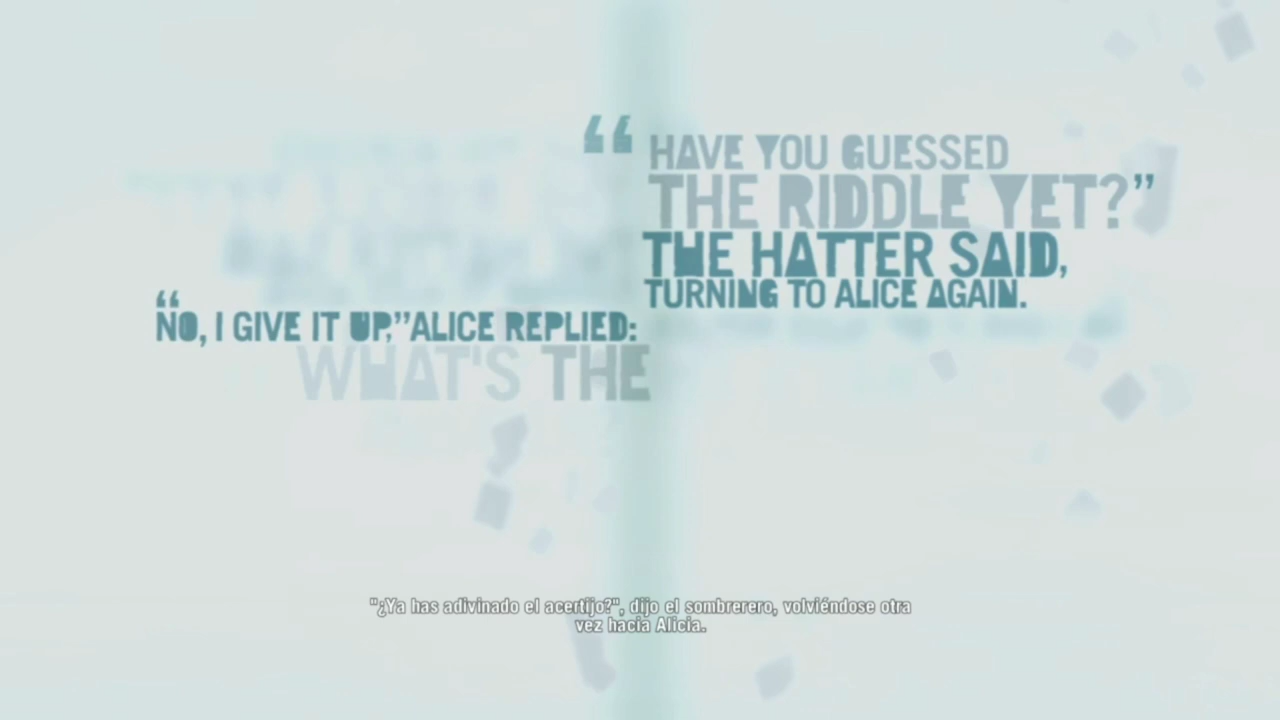 “HAVE YOU GUESSED
THE RIDDLE YET?”
THE HATTER SAID,
TURNING TO ALICE AGAIN.
“NO, I GIVE IT UP,” ALICE REPLIED:
WHAT'S THE
"¿Ya has adivinado el acertijo?", dijo el sombrerero, volviéndose otra
vez hacia Alicia.